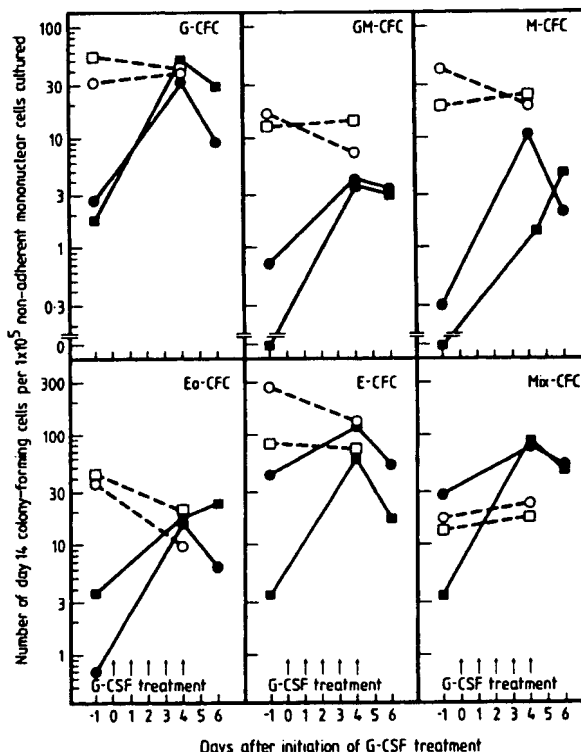 G-CFC
GM-CFC
M-CFC
100
30
10
3
1
0·3
0
Number of day 14 colony-forming cells per 1x10⁵ non-adherent mononuclear cells cultured
Eo-CFC
E-CFC
Mix-CFC
300
100
30
10
3
1
G-CSF treatment
G-CSF treatment
G-CSF treatment
-1 0 1 2 3 4 5 6
-1 0 1 2 3 4 5 6
-1 0 1 2 3 4 5 6
Days after initiation of G-CSF treatment